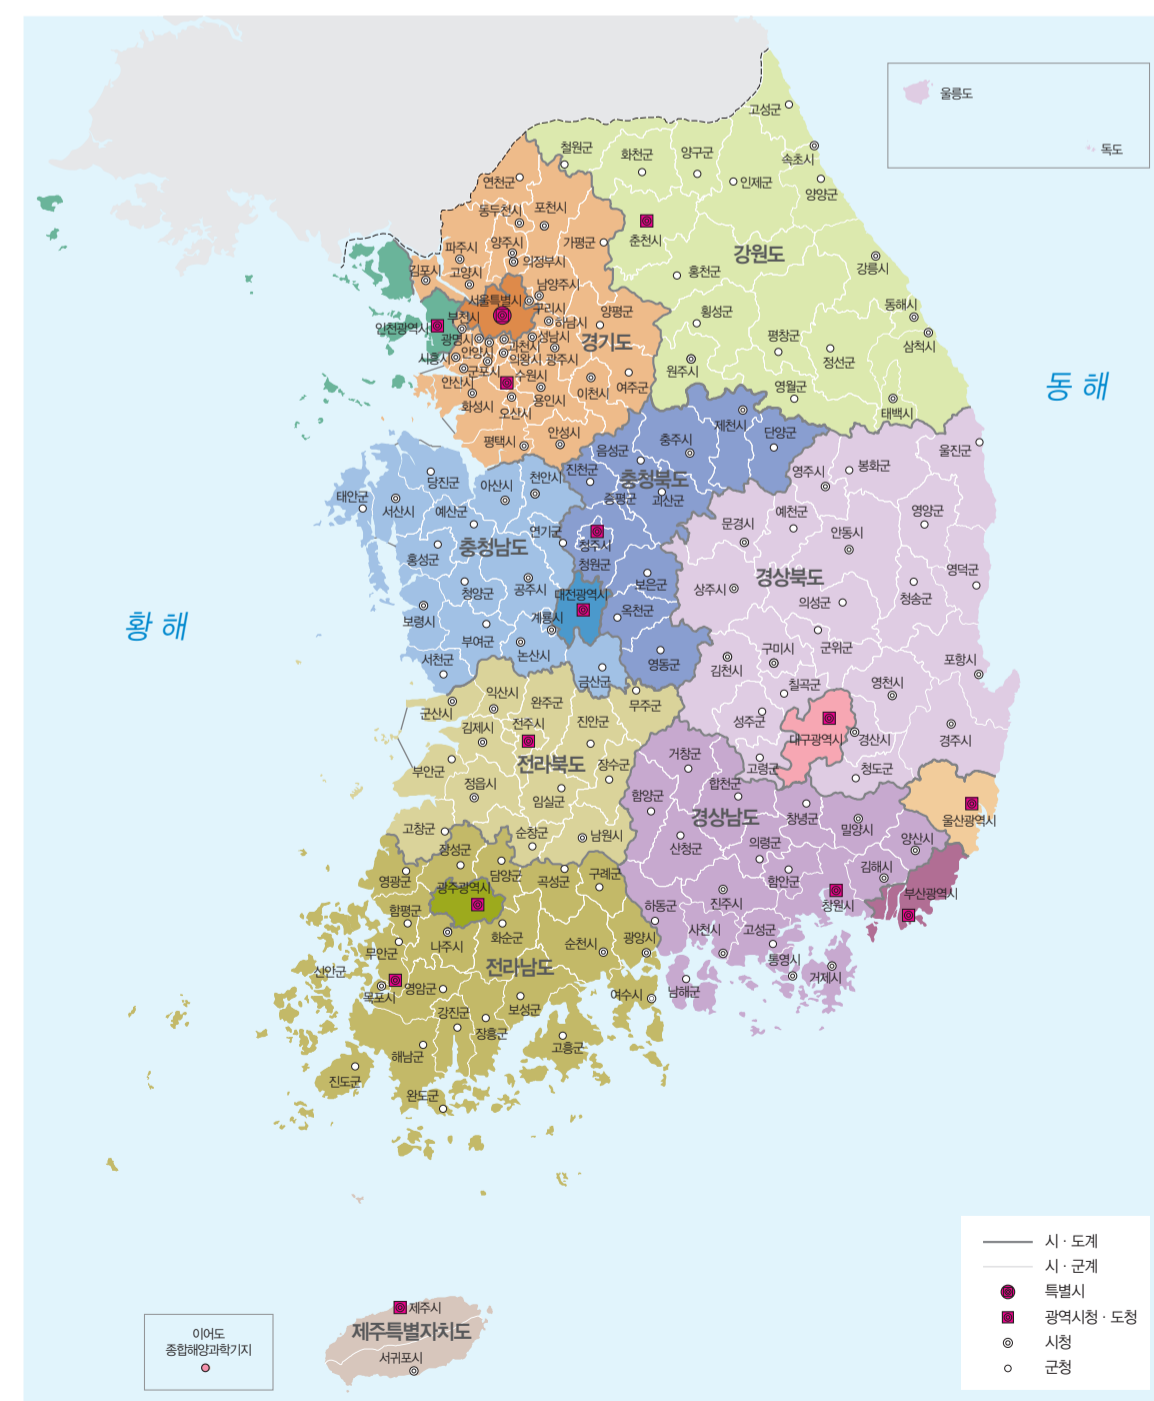 울릉도
독도
고성군
철원군
화천군
양구군
속초시
인제군
양양군
연천군
동두천시
포천시
춘천시
강원도
파주시
양주시
가평군
의정부시
홍천군
강릉시
김포시
고양시
남양주시
서울특별시
구리시
양평군
횡성군
동해시
인천광역시
부천시
하남시
광명시
성남시
경기도
평창군
삼척시
시흥시
안양시
과천시
의왕시
광주시
정선군
군포시
수원시
원주시
안산시
이천시
여주군
영월군
동해
화성시
오산시
용인시
태백시
평택시
안성시
음성군
충주시
제천시
단양군
울진군
진천군
충청북도
영주시
봉화군
태안군
당진군
아산시
천안시
증평군
괴산군
서산시
예산군
문경시
예천군
안동시
영양군
연기군
청주시
홍성군
충청남도
청원군
경상북도
영덕군
청양군
공주시
대전광역시
보은군
상주시
의성군
청송군
보령시
계룡시
옥천군
황해
부여군
논산시
구미시
군위군
서천군
영동군
김천시
포항시
금산군
칠곡군
영천시
군산시
익산시
완주군
무주군
김제시
전주시
진안군
성주군
대구광역시
경산시
경주시
부안군
전라북도
장수군
거창군
고령군
청도군
정읍시
임실군
합천군
함양군
경상남도
창녕군
밀양시
울산광역시
고창군
순창군
남원시
산청군
의령군
양산시
장성군
영광군
담양군
곡성군
구례군
함안군
김해시
광주광역시
창원시
부산광역시
함평군
하동군
진주시
나주시
화순군
순천시
광양시
사천시
고성군
무안군
신안군
전라남도
통영시
거제시
목포시
영암군
여수시
남해군
강진군
보성군
장흥군
해남군
고흥군
진도군
완도군
시·도계
시·군계
특별시
광역시청·도청
시청
군청
제주시
제주특별자치도
서귀포시
이어도
종합해양과학기지